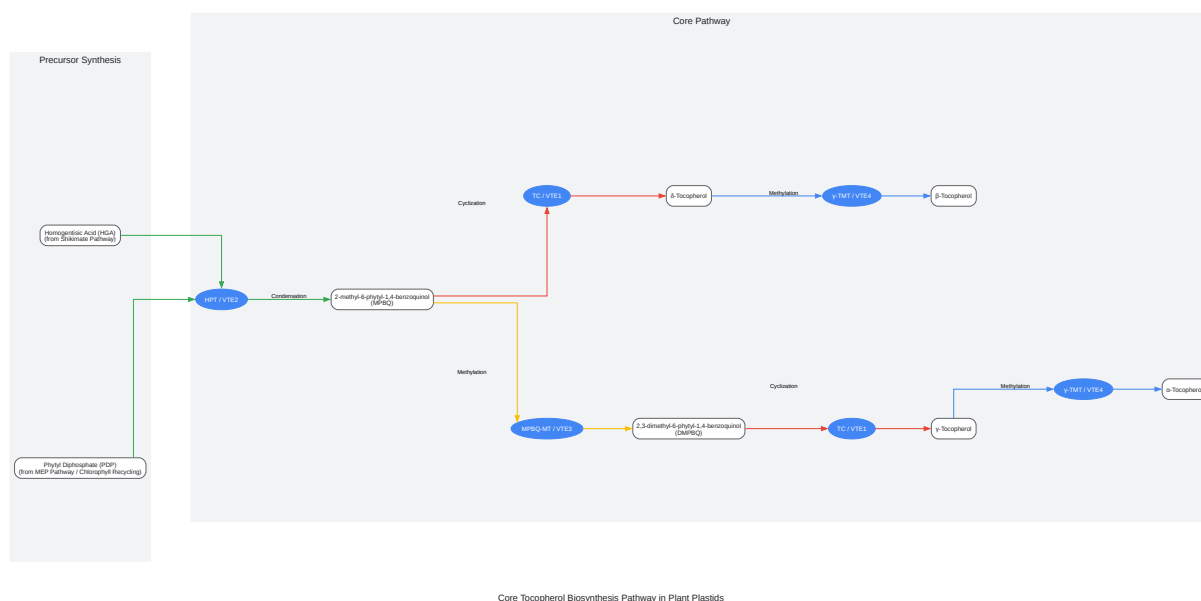 Core Pathway
Precursor Synthesis
TC / VTE1
δ-Tocopherol
Methylation
γ-TMT / VTE4
β-Tocopherol
Cyclization
Homogentisic Acid (HGA)
(from Shikimate Pathway)
HPT / VTE2
Condensation
2-methyl-6-phytyl-1,4-benzoquinol
(MPBQ)
Methylation
Cyclization
Methylation
γ-TMT / VTE4
α-Tocopherol
MPBQ-MT / VTE3
2,3-dimethyl-6-phytyl-1,4-benzoquinol
(DMPBQ)
TC / VTE1
γ-Tocopherol
Phytyl Diphosphate (PDP)
(from MEP Pathway / Chlorophyll Recycling)
Core Tocopherol Biosynthesis Pathway in Plant Plastids